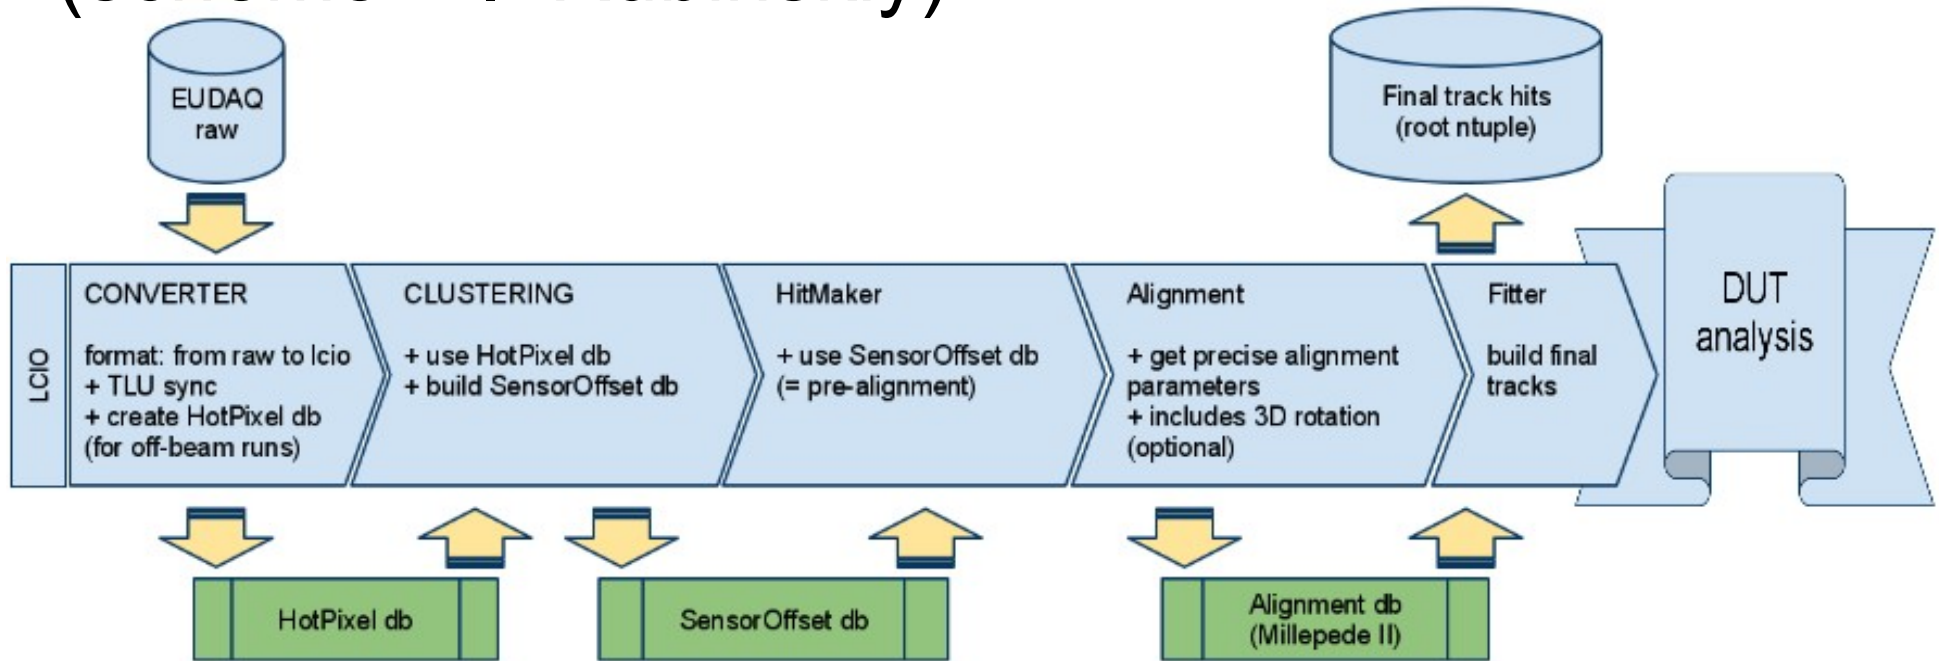 EUDAQ
raw
Final track hits
(root ntuple)
LCIO
CONVERTER
format: from raw to lcio
+ TLU sync
+ create HotPixel db
(for off-beam runs)
CLUSTERING
+ use HotPixel db
+ build SensorOffset db
HitMaker
+ use SensorOffset db
(= pre-alignment)
Alignment
+ get precise alignment
parameters
+ includes 3D rotation
(optional)
Fitter
build final
tracks
DUT
analysis
HotPixel db
SensorOffset db
Alignment db
(Millepede II)